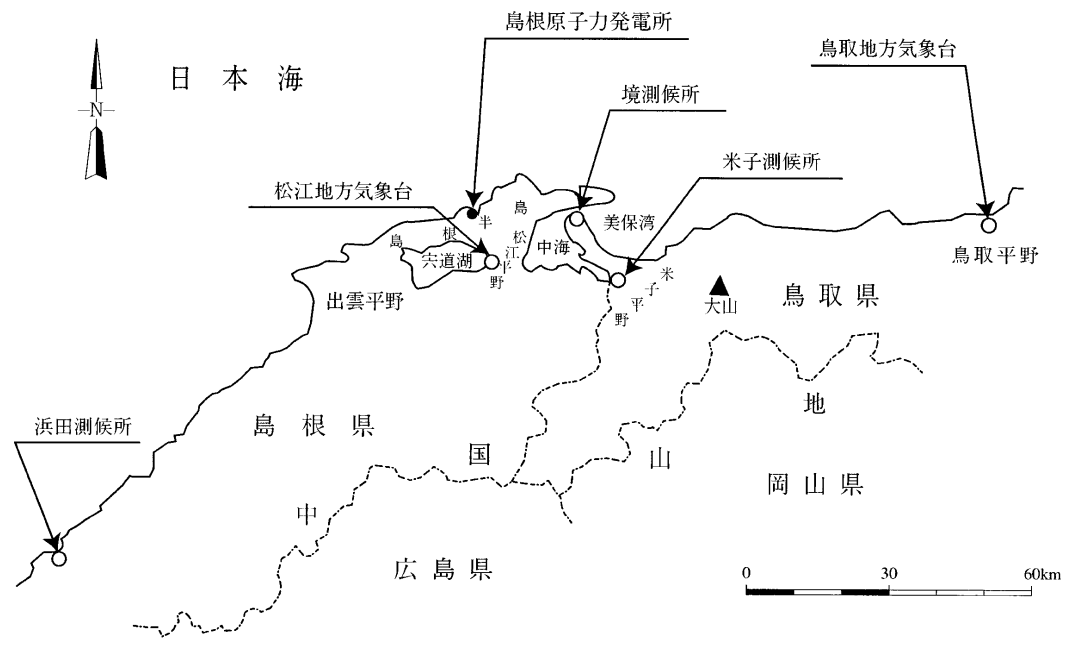 島根原子力発電所
鳥取地方気象台
日本海
境測候所
N
米子測候所
松江地方気象台
島根半島
美保湾
松江平野
中海
宍道湖
鳥取平野
米子平野
出雲平野
大山
鳥取県
浜田測候所
島根県
中国山地
岡山県
広島県
0 30 60km